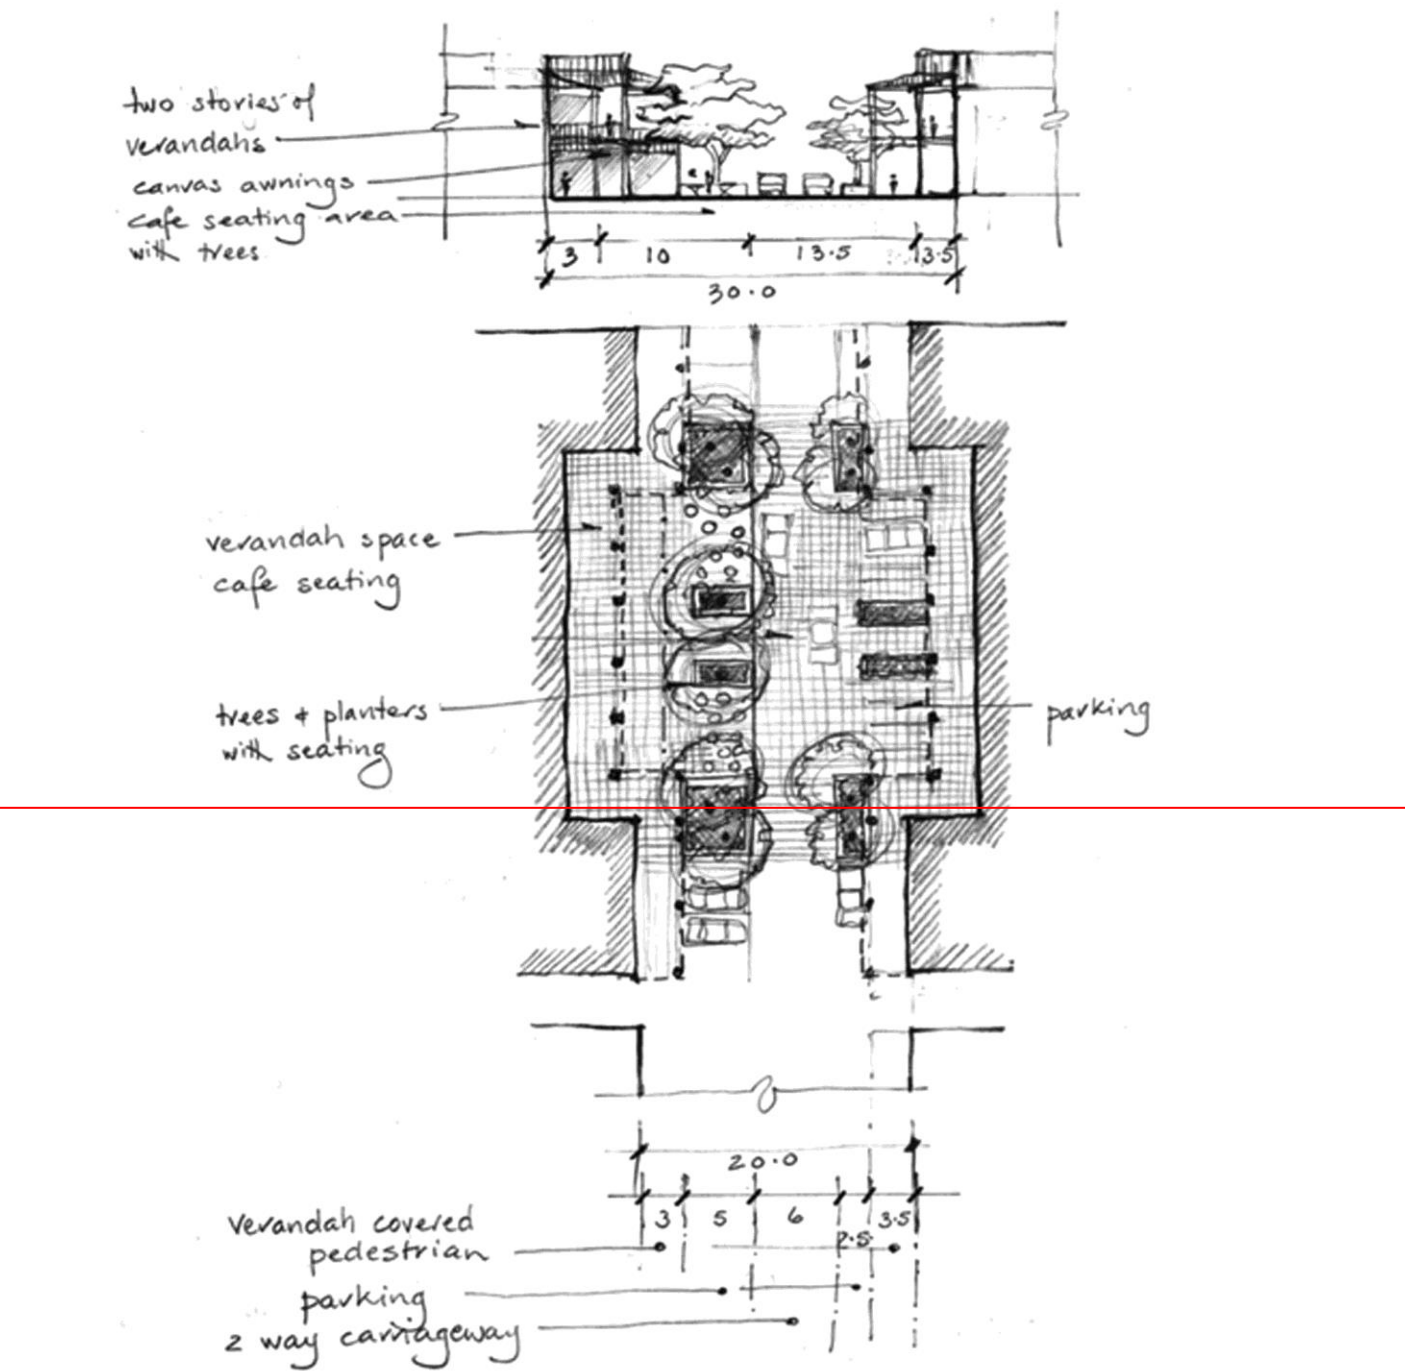 two stories of
verandahs
canvas awnings
cafe seating area
with trees
3 10 13.5 3.5
30.0
verandah space
cafe seating
trees + planters
with seating
parking
20.0
3 5 6 2.5 3.5
verandah covered
pedestrian
parking
2 way carriageway